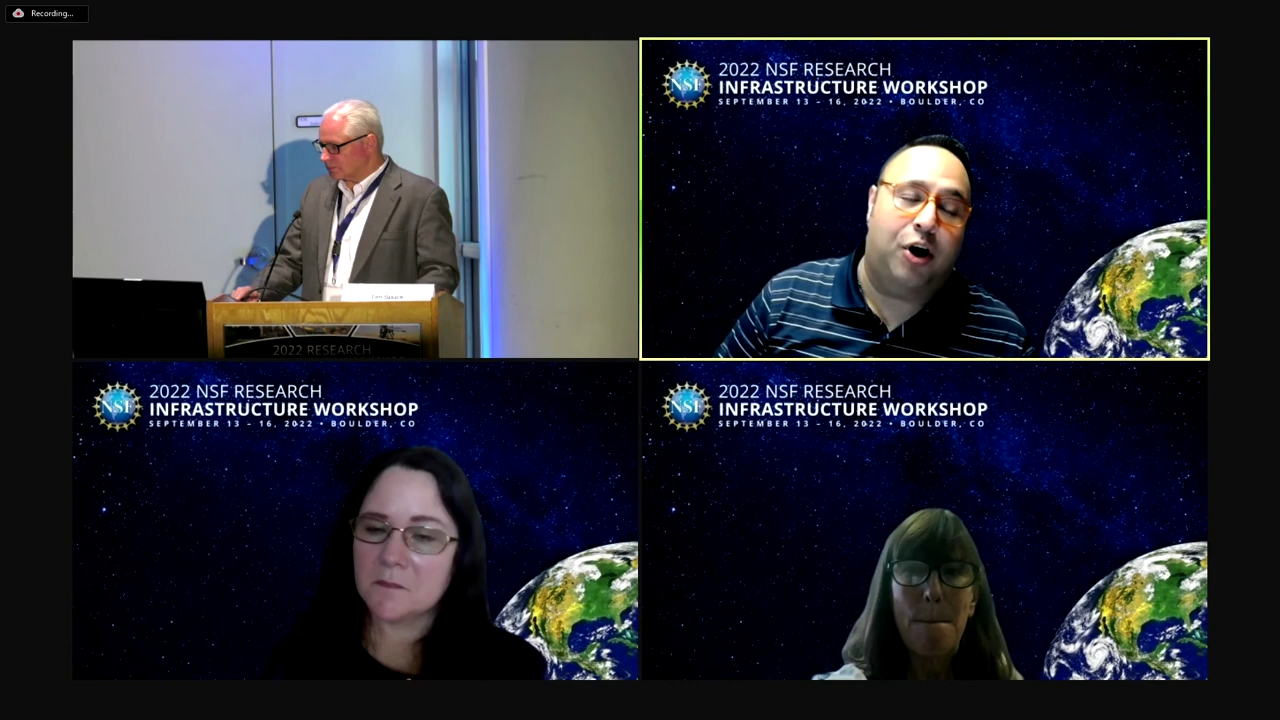 Recording...
NSF
2022 NSF RESEARCH
INFRASTRUCTURE WORKSHOP
SEPTEMBER 13 – 16, 2022 • BOULDER, CO
2022 RESEARCH
NSF
2022 NSF RESEARCH
INFRASTRUCTURE WORKSHOP
SEPTEMBER 13 – 16, 2022 • BOULDER, CO
NSF
2022 NSF RESEARCH
INFRASTRUCTURE WORKSHOP
SEPTEMBER 13 – 16, 2022 • BOULDER, CO